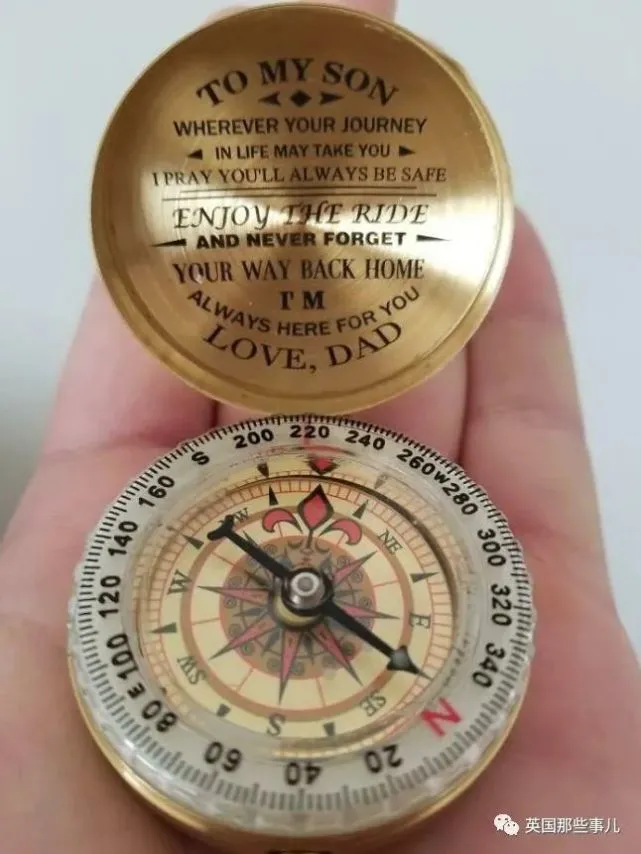 TO MY SON
WHEREVER YOUR JOURNEY
IN LIFE MAY TAKE YOU
I PRAY YOU'LL ALWAYS BE SAFE
ENJOY THE RIDE
AND NEVER FORGET
YOUR WAY BACK HOME
I'M
ALWAYS HERE FOR YOU
LOVE, DAD
S 200 220 240 260 W 280 300 320 340 N 20 40 60 80 E 100 120 140 160
NE E SE S SW W NW
英国那些事儿